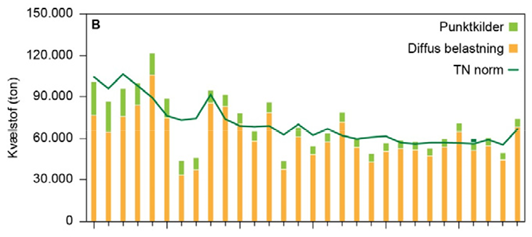 B
150.000
120.000
90.000
60.000
30.000
0
Kvælstof (ton)
Punktkilder
Diffus belastning
TN norm